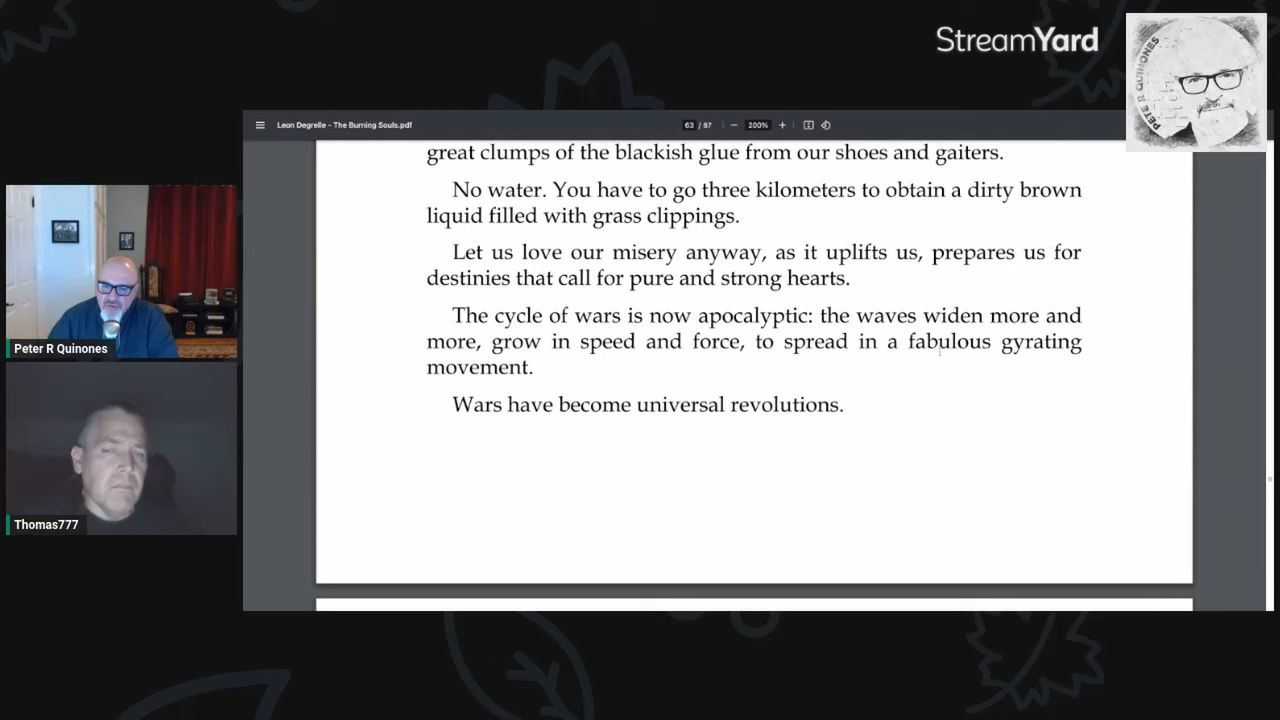 StreamYard
PETE R QUINONES
Leon Degrelle - The Burning Souls.pdf
63 / 87
200%
great clumps of the blackish glue from our shoes and gaiters.
No water. You have to go three kilometers to obtain a dirty brown
liquid filled with grass clippings.
Let us love our misery anyway, as it uplifts us, prepares us for
destinies that call for pure and strong hearts.
The cycle of wars is now apocalyptic: the waves widen more and
more, grow in speed and force, to spread in a fabulous gyrating
movement.
Wars have become universal revolutions.
Peter R Quinones
Thomas777